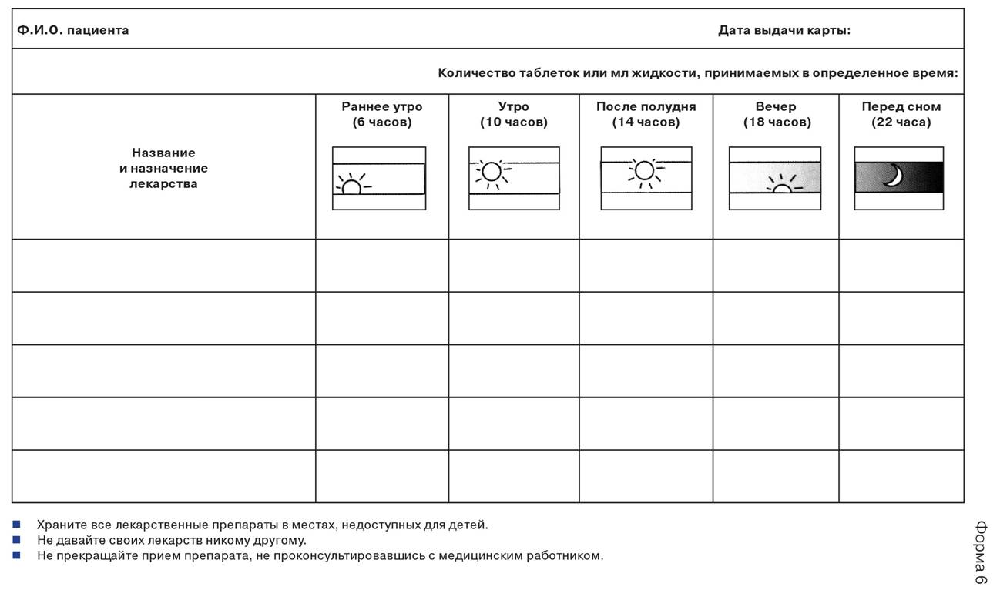 Ф.И.О. пациента Дата выдачи карты:
Количество таблеток или мл жидкости, принимаемых в определенное время:
Название
и назначение
лекарства
Раннее утро
(6 часов)
Утро
(10 часов)
После полудня
(14 часов)
Вечер
(18 часов)
Перед сном
(22 часа)
Храните все лекарственные препараты в местах, недоступных для детей.
Не давайте своих лекарств никому другому.
Не прекращайте прием препарата, не проконсультировавшись с медицинским работником.
Форма 6